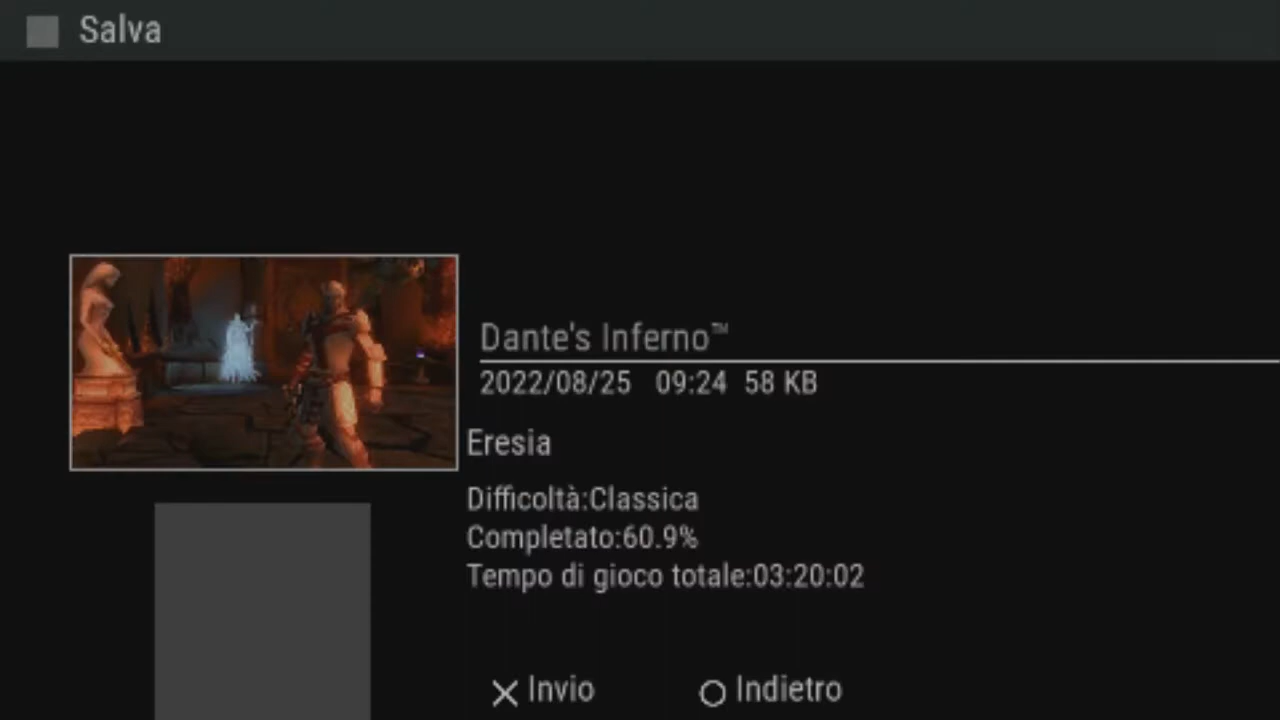 Salva
Dante's Inferno™
2022/08/25 09:24 58 KB
Eresia
Difficoltà:Classica
Completato:60.9%
Tempo di gioco totale:03:20:02
Invio Indietro